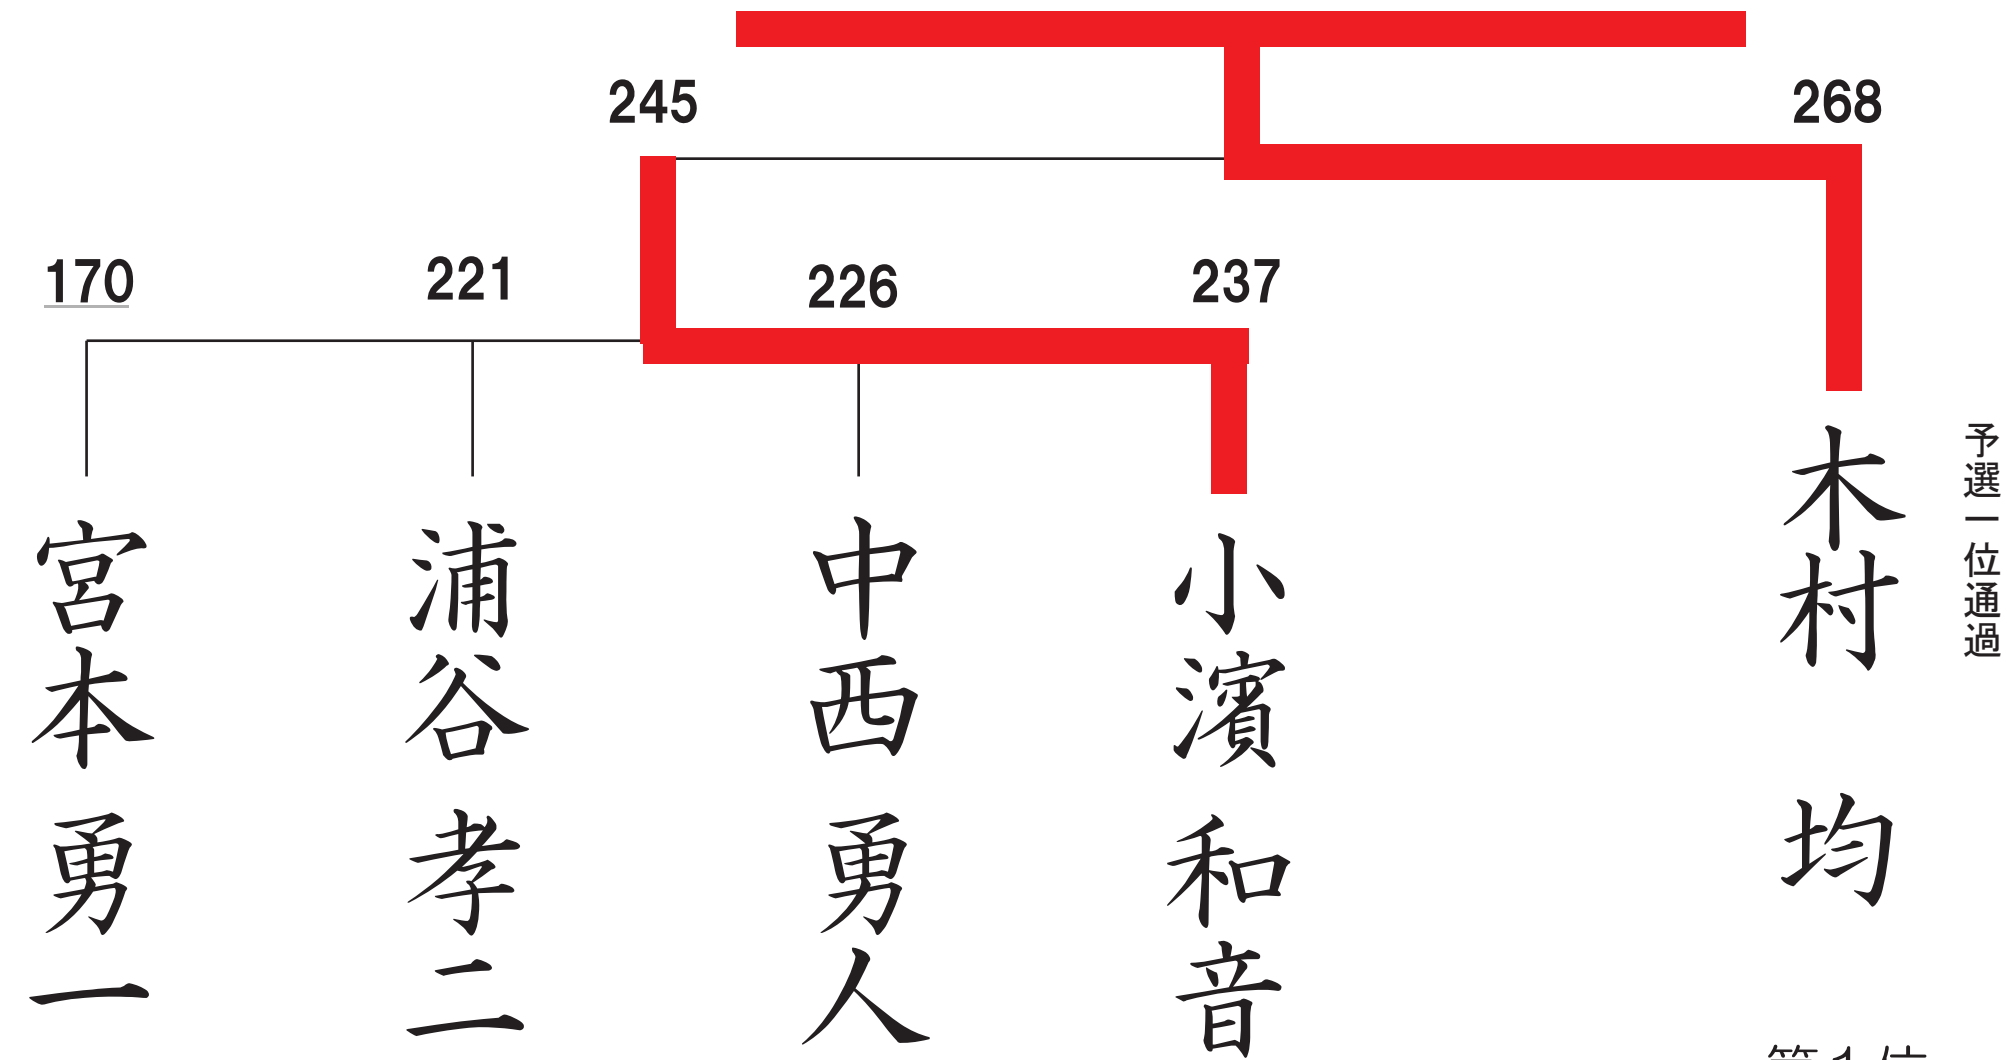 245
268
170
221
226
237
宮本 勇一
浦谷 孝二
中西 勇人
小濱 和音
木村 均
予選一位通過